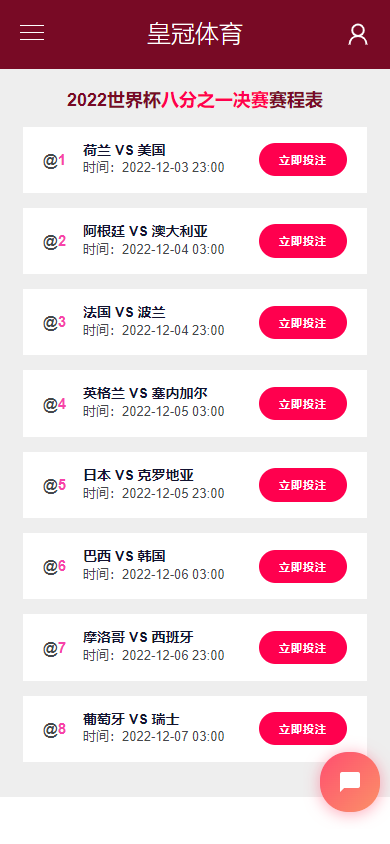 皇冠体育
2022世界杯八分之一决赛赛程表
@1
荷兰 VS 美国
时间：2022-12-03 23:00
立即投注
@2
阿根廷 VS 澳大利亚
时间：2022-12-04 03:00
立即投注
@3
法国 VS 波兰
时间：2022-12-04 23:00
立即投注
@4
英格兰 VS 塞内加尔
时间：2022-12-05 03:00
立即投注
@5
日本 VS 克罗地亚
时间：2022-12-05 23:00
立即投注
@6
巴西 VS 韩国
时间：2022-12-06 03:00
立即投注
@7
摩洛哥 VS 西班牙
时间：2022-12-06 23:00
立即投注
@8
葡萄牙 VS 瑞士
时间：2022-12-07 03:00
立即投注